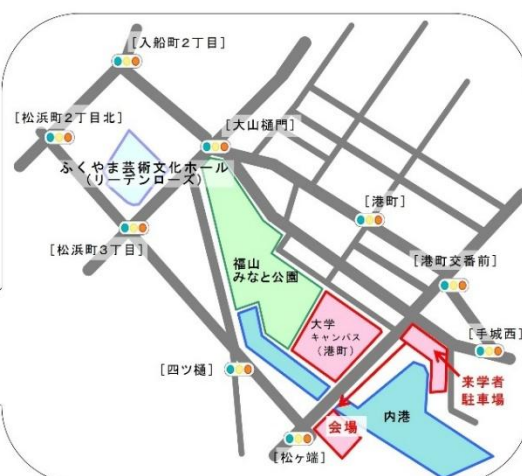 [入船町2丁目]
[松浜町2丁目北]
[大山樋門]
ふくやま芸術文化ホール
(リーデンローズ)
[港町]
[松浜町3丁目]
福山
みなと公園
[港町交番前]
大学
キャンパス
(港町)
[手城西]
[四ツ樋]
来学者
駐車場
会場
内港
[松ヶ端]